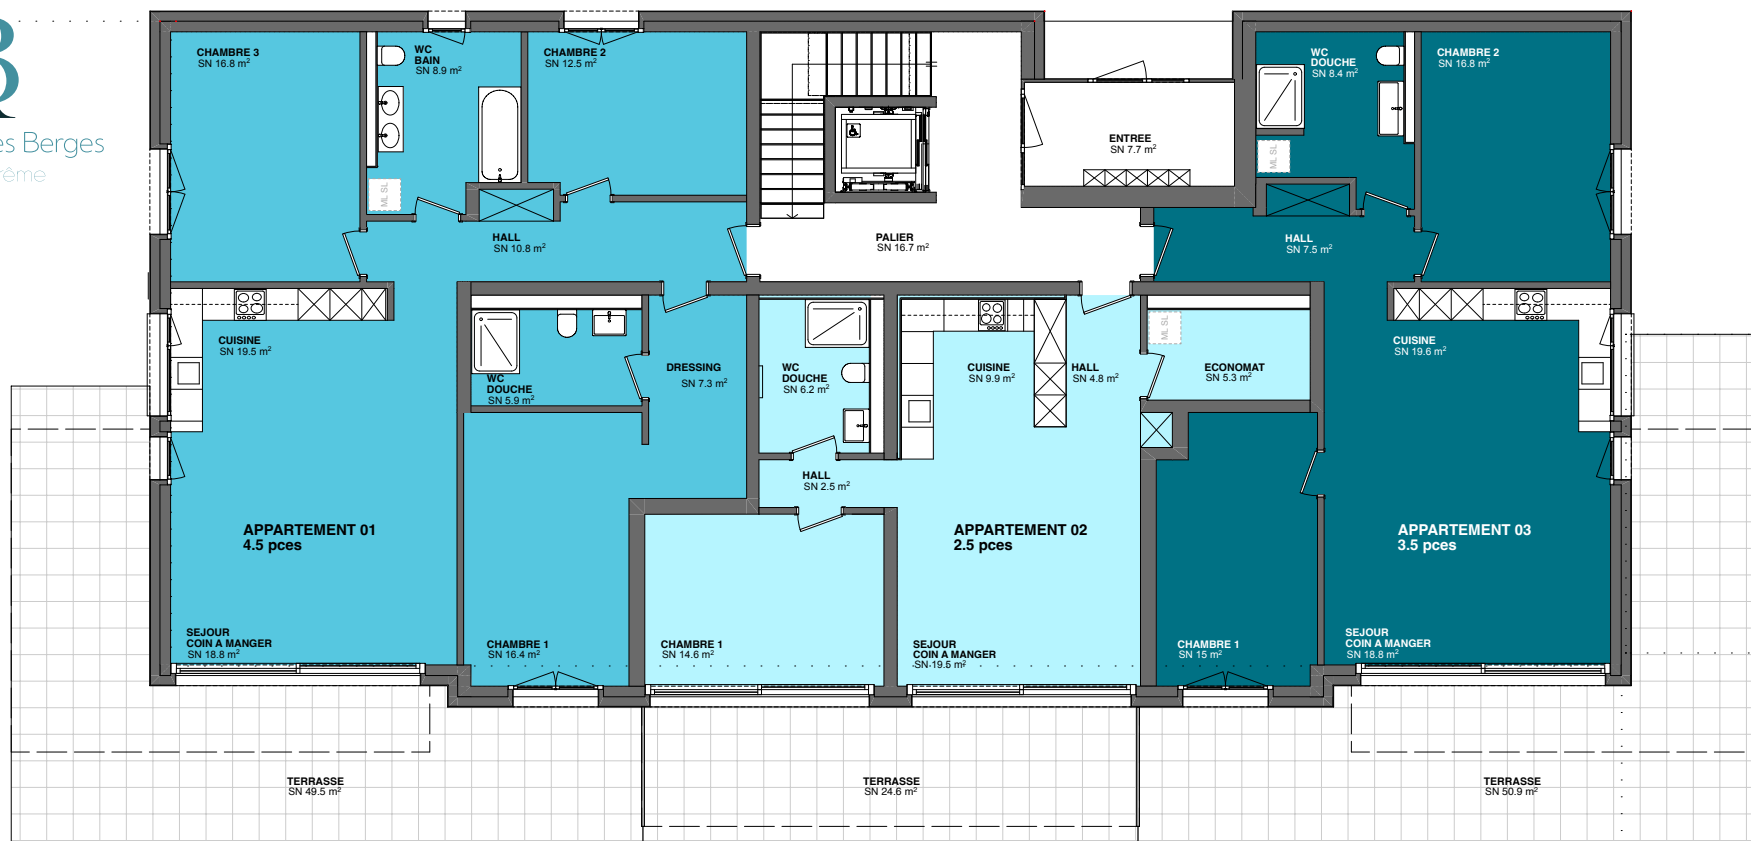 es Berges
rême
CHAMBRE 3
SN 16.8 m²
WC
BAIN
SN 8.9 m²
CHAMBRE 2
SN 12.5 m²
ML SL
HALL
SN 10.8 m²
ENTREE
SN 7.7 m²
PALIER
SN 16.7 m²
WC
DOUCHE
SN 8.4 m²
ML SL
CHAMBRE 2
SN 16.8 m²
HALL
SN 7.5 m²
CUISINE
SN 19.5 m²
WC
DOUCHE
SN 5.9 m²
DRESSING
SN 7.3 m²
WC
DOUCHE
SN 6.2 m²
CUISINE
SN 9.9 m²
HALL
SN 4.8 m²
ML SL
ECONOMAT
SN 5.3 m²
CUISINE
SN 19.6 m²
HALL
SN 2.5 m²
APPARTEMENT 01
4.5 pces
APPARTEMENT 02
2.5 pces
APPARTEMENT 03
3.5 pces
SEJOUR
COIN A MANGER
SN 18.8 m²
CHAMBRE 1
SN 16.4 m²
CHAMBRE 1
SN 14.6 m²
SEJOUR
COIN A MANGER
SN 19.5 m²
CHAMBRE 1
SN 15 m²
SEJOUR
COIN A MANGER
SN 18.8 m²
TERRASSE
SN 49.5 m²
TERRASSE
SN 24.6 m²
TERRASSE
SN 50.9 m²